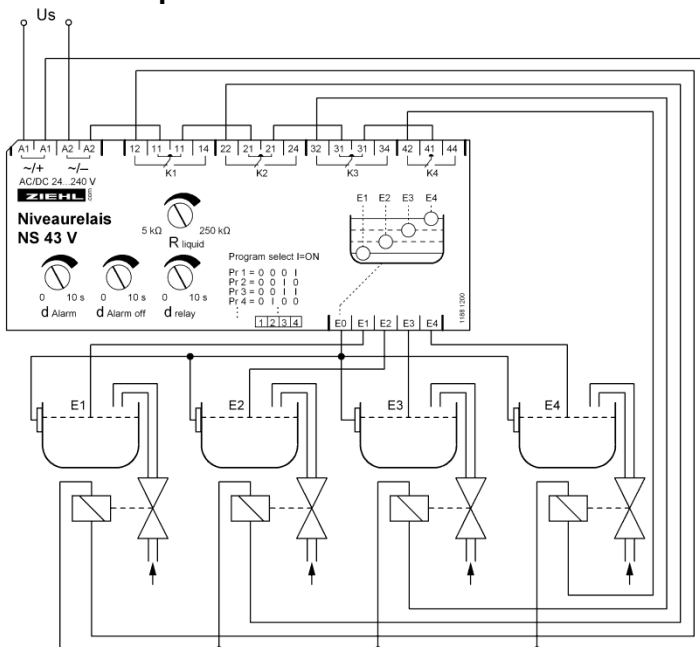 Us
A1 A1 A2 A2 12 11 11 14 22 21 21 24 32 31 31 34 42 41 44
~/+ ~/– K1 K2 K3 K4
AC/DC 24...240 V
ZIEHL.com
Niveaurelais
NS 43 V
5 kΩ 250 kΩ
R liquid
E1 E2 E3 E4
0 10 s 0 10 s 0 10 s
d Alarm d Alarm off d relay
Program select I=ON
Pr 1 = 0 0 0 I
Pr 2 = 0 0 I 0
Pr 3 = 0 0 I I
Pr 4 = 0 I 0 0
1 2 3 4
E0 E1 E2 E3 E4
1188 1200
E1 E2 E3 E4